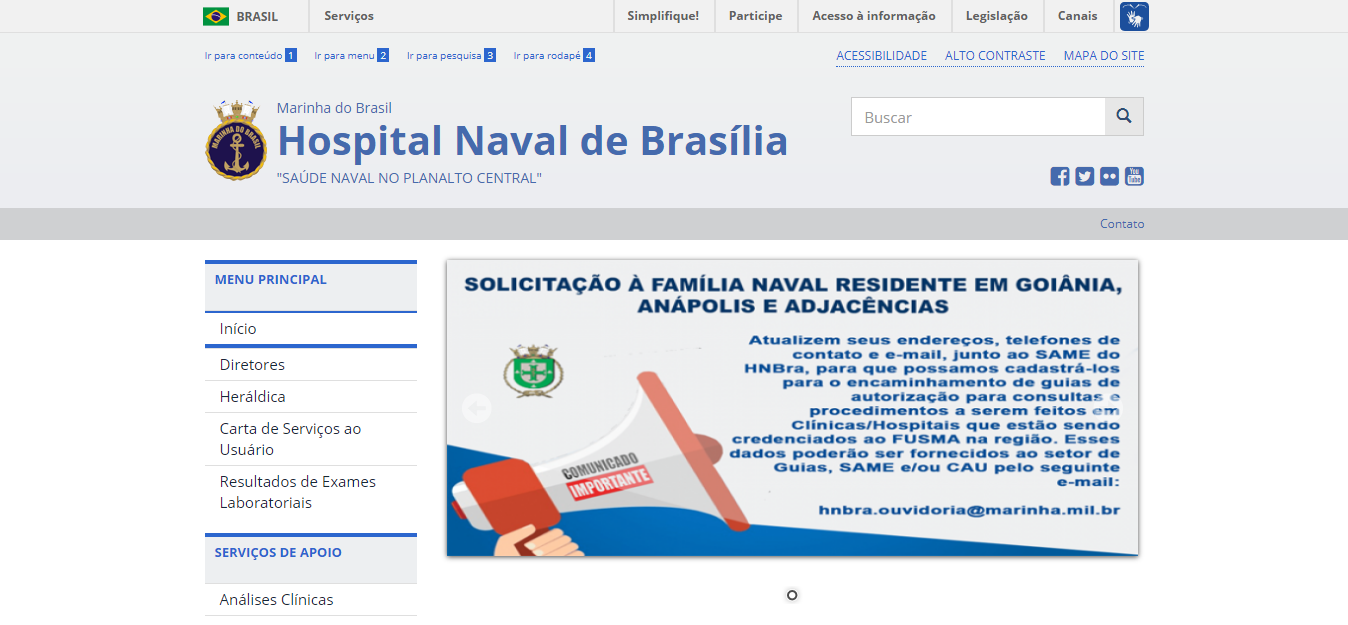 BRASIL Serviços Simplifique! Participe Acesso à informação Legislação Canais
Ir para conteúdo 1 Ir para menu 2 Ir para pesquisa 3 Ir para rodapé 4 ACESSIBILIDADE ALTO CONTRASTE MAPA DO SITE
MARINHA DO BRASIL
Marinha do Brasil
Hospital Naval de Brasília
"SAÚDE NAVAL NO PLANALTO CENTRAL"
Buscar
You
Tube
Contato
MENU PRINCIPAL
Início
Diretores
Heráldica
Carta de Serviços ao
Usuário
Resultados de Exames
Laboratoriais
SERVIÇOS DE APOIO
Análises Clínicas
SOLICITAÇÃO À FAMÍLIA NAVAL RESIDENTE EM GOIÂNIA,
ANÁPOLIS E ADJACÊNCIAS
Atualizem seus endereços, telefones de
contato e e-mail, junto ao SAME do
HNBra, para que possamos cadastrá-los
para o encaminhamento de guias de
autorização para consultas e
procedimentos a serem feitos em
Clínicas/Hospitais que estão sendo
credenciados ao FUSMA na região. Esses
dados poderão ser fornecidos ao setor de
Guias, SAME e/ou CAU pelo seguinte
e-mail:
hnbra.ouvidoria@marinha.mil.br
COMUNICADO
IMPORTANTE